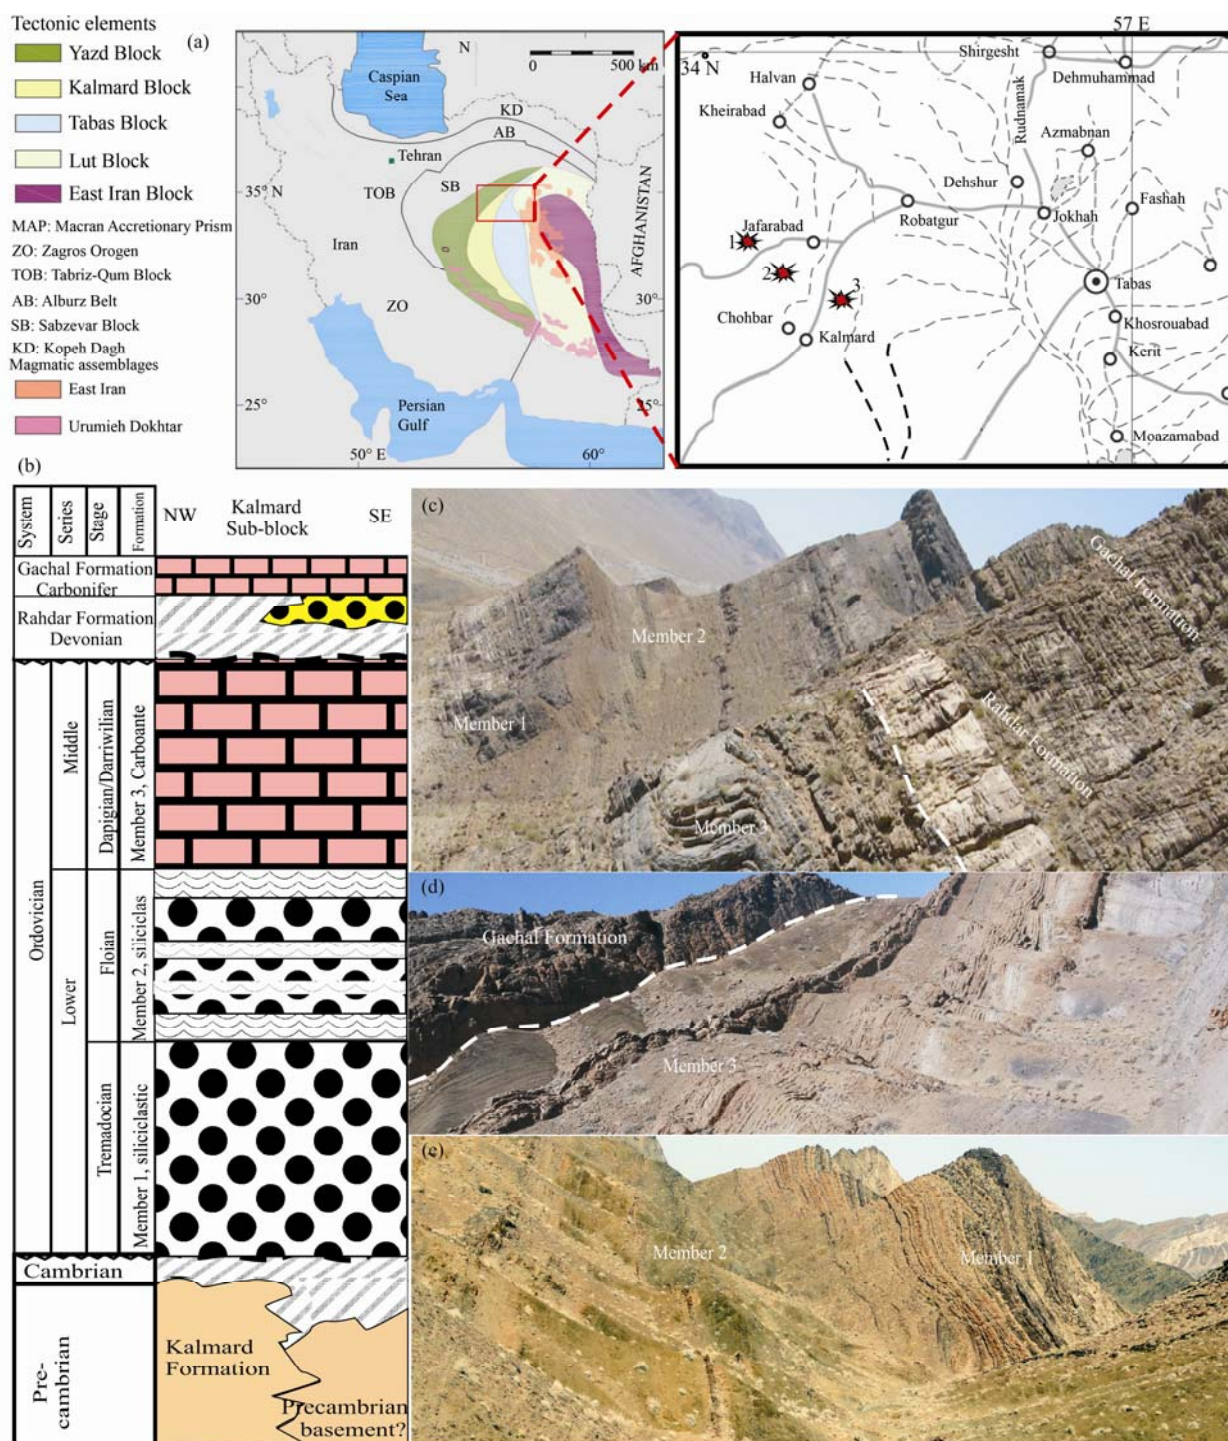 Tectonic elements
Yazd Block
Kalmard Block
Tabas Block
Lut Block
East Iran Block
MAP: Macran Accretionary Prism
ZO: Zagros Orogen
TOB: Tabriz-Qum Block
AB: Alburz Belt
SB: Sabzevar Block
KD: Kopeh Dagh
Magmatic assemblages
East Iran
Urumieh Dokhtar
(a)
N
0 500 km
Caspian
Sea
KD
AB
Tehran
TOB
SB
35° N
Iran
AFGHANISTAN
30°
30°
ZO
25°
25°
Persian
Gulf
50° E
60°
57 E
34 N
Shirgesht
Halvan
Dehmuhammad
Kheirabad
Rudnamak
Azmabnan
Dehshur
Fashah
Robatgur
Jokhah
Jafarabad
1
2
3
Tabas
Chohbar
Kalmard
Khosrouabad
Kerit
Moazamabad
(b)
System
Series
Stage
Formation
NW
Kalmard
Sub-block
SE
Gachal Formation
Carbonifer
Rahdar Formation
Devonian
Ordovician
Middle
Dapigian/Darriwilian
Member 3, Carboante
Lower
Floian
Member 2, siliciclas
Tremadocian
Member 1, siliciclastic
Cambrian
Pre-
cambrian
Kalmard
Formation
Precambrian
basement?
(c)
Member 1
Member 2
Member 3
Gachal Formation
Rahdar Formaiton
(d)
Gachal Formation
Member 3
(e)
Member 2
Member 1